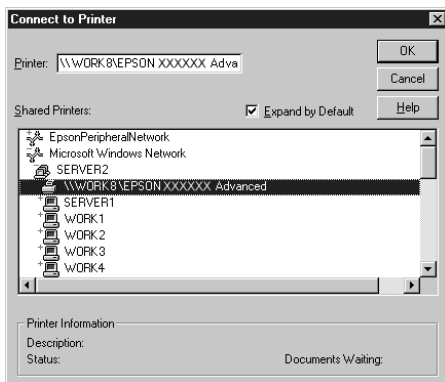 Connect to Printer
Printer: \\WORK8\EPSON XXXXXX Adva
OK
Cancel
Help
Shared Printers:
Expand by Default
EpsonPeripheralNetwork
Microsoft Windows Network
SERVER2
\\WORK8\EPSON XXXXXX Advanced
SERVER1
WORK1
WORK2
WORK3
WORK4
Printer Information
Description:
Status:
Documents Waiting: